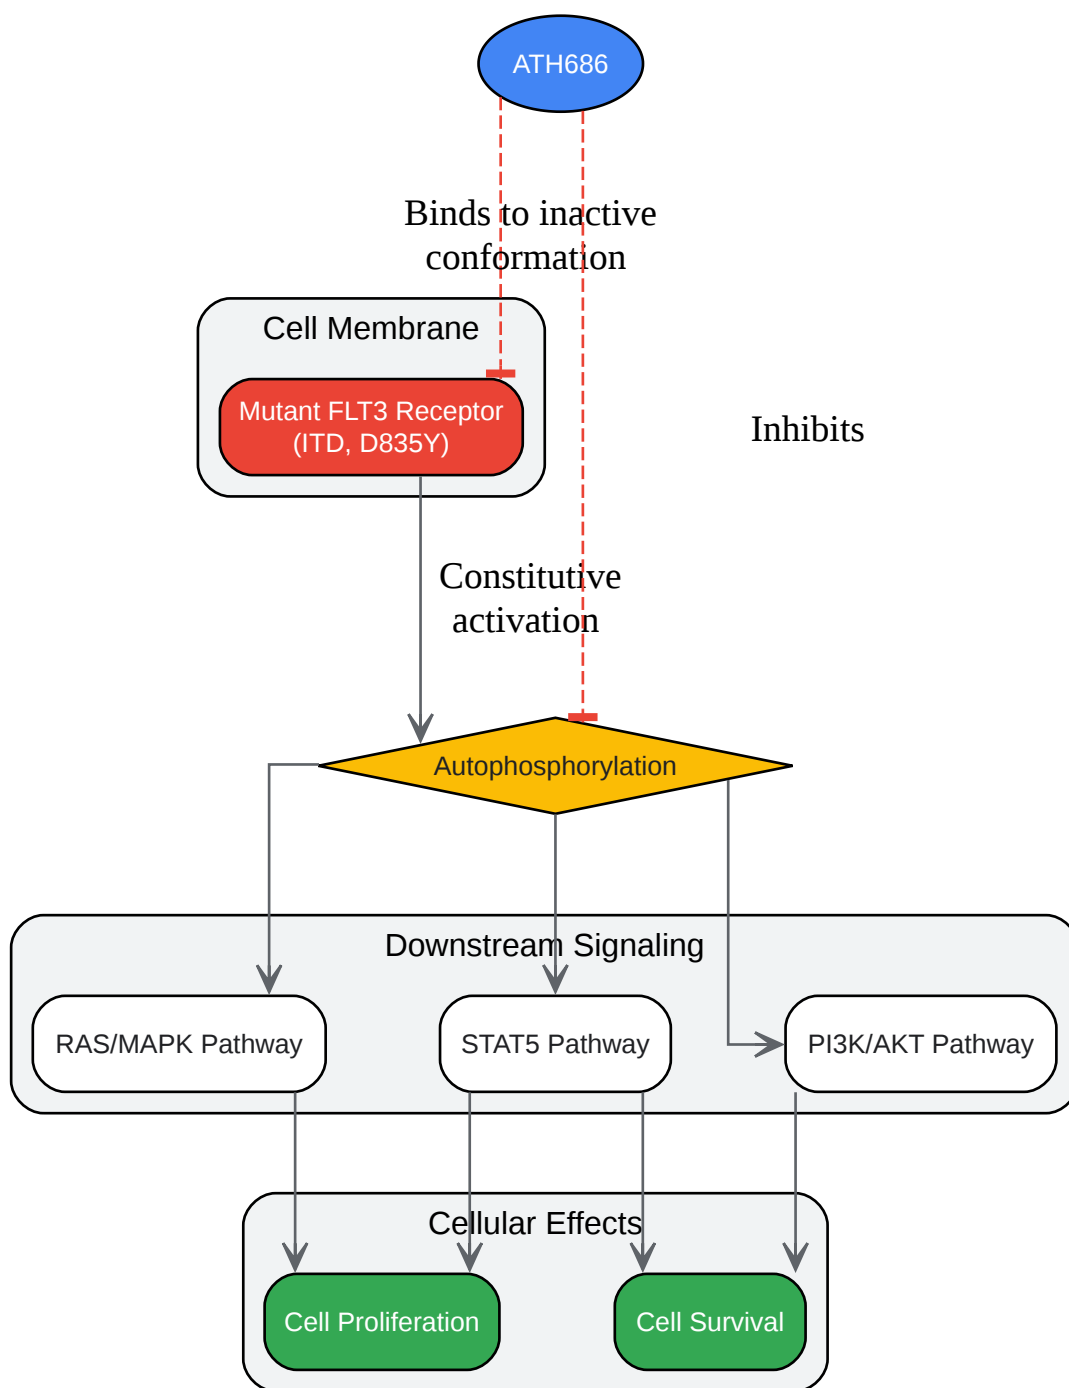 ATH686
Binds to inactive
conformation
Cell Membrane
Mutant FLT3 Receptor
(ITD, D835Y)
Inhibits
Constitutive
activation
Autophosphorylation
Downstream Signaling
RAS/MAPK Pathway
STAT5 Pathway
PI3K/AKT Pathway
Cellular Effects
Cell Proliferation
Cell Survival